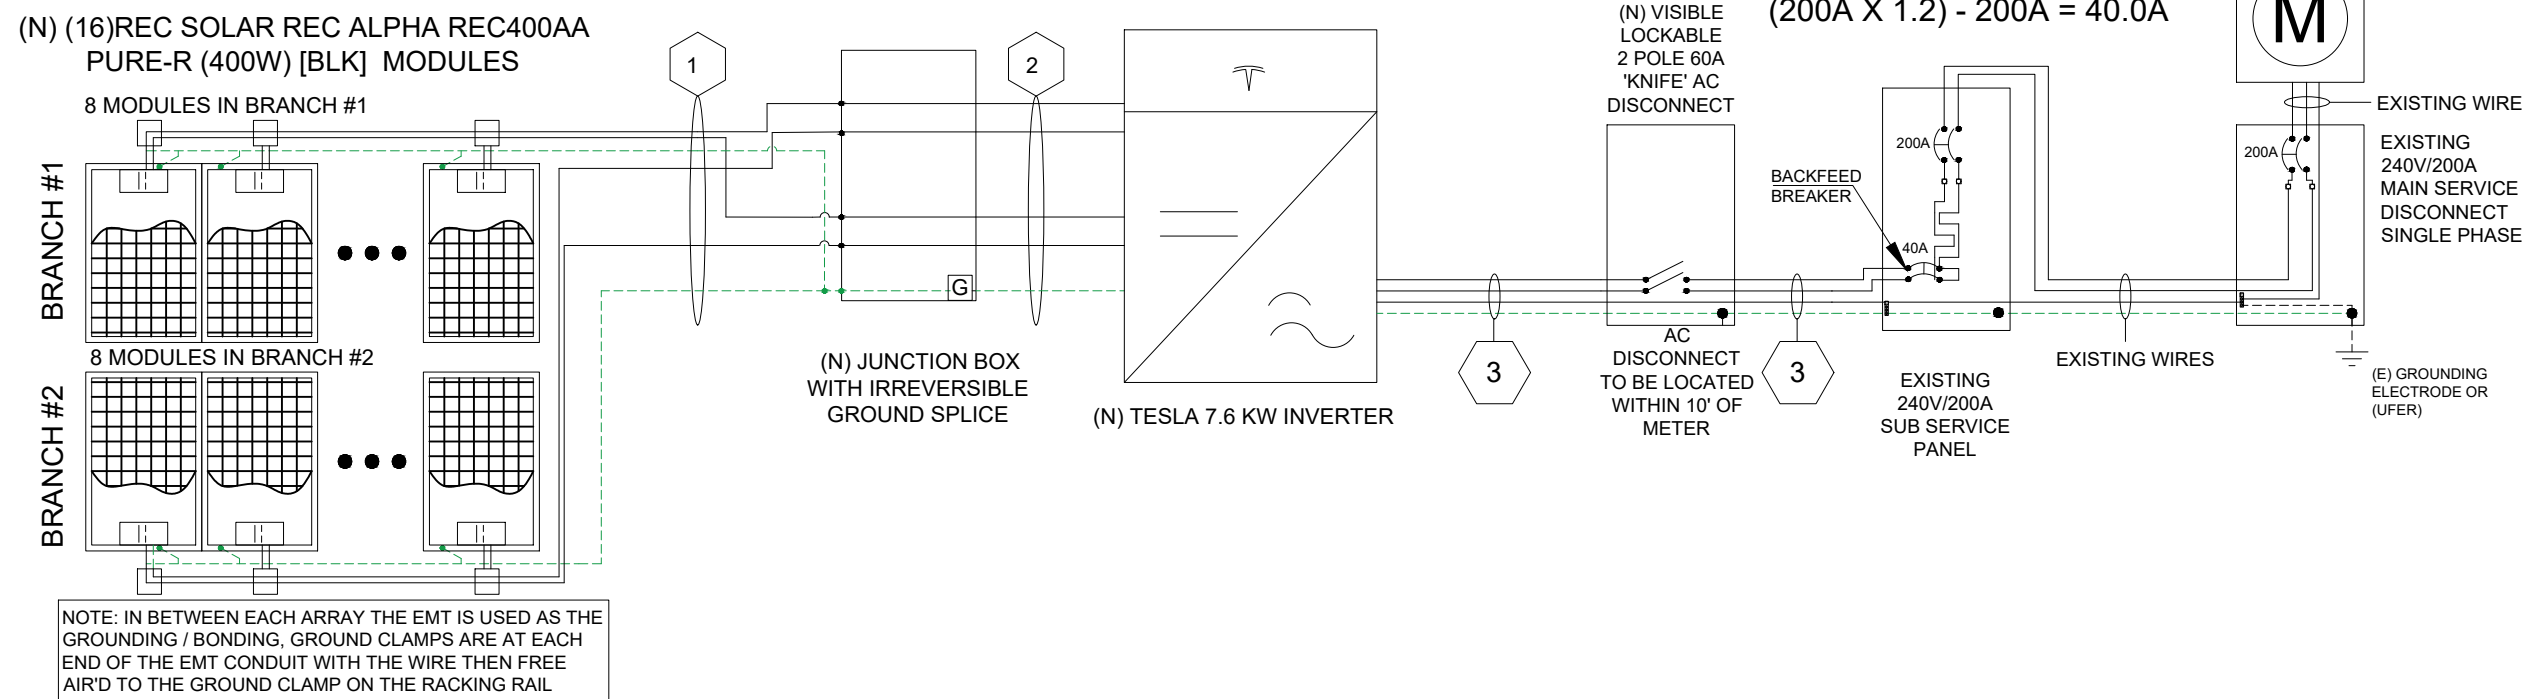 (N) (16)REC SOLAR REC ALPHA REC400AA
PURE-R (400W) [BLK] MODULES
8 MODULES IN BRANCH #1
BRANCH #1
8 MODULES IN BRANCH #2
BRANCH #2
NOTE: IN BETWEEN EACH ARRAY THE EMT IS USED AS THE
GROUNDING / BONDING, GROUND CLAMPS ARE AT EACH
END OF THE EMT CONDUIT WITH THE WIRE THEN FREE
AIR'D TO THE GROUND CLAMP ON THE RACKING RAIL
1
G
(N) JUNCTION BOX
WITH IRREVERSIBLE
GROUND SPLICE
2
(N) TESLA 7.6 KW INVERTER
3
(N) VISIBLE
LOCKABLE
2 POLE 60A
'KNIFE' AC
DISCONNECT
AC
DISCONNECT
TO BE LOCATED
WITHIN 10' OF
METER
3
(200A X 1.2) - 200A = 40.0A
BACKFEED
BREAKER
200A
40A
EXISTING
240V/200A
SUB SERVICE
PANEL
EXISTING WIRES
M
EXISTING WIRE
200A
EXISTING
240V/200A
MAIN SERVICE
DISCONNECT
SINGLE PHASE
(E) GROUNDING
ELECTRODE OR
(UFER)